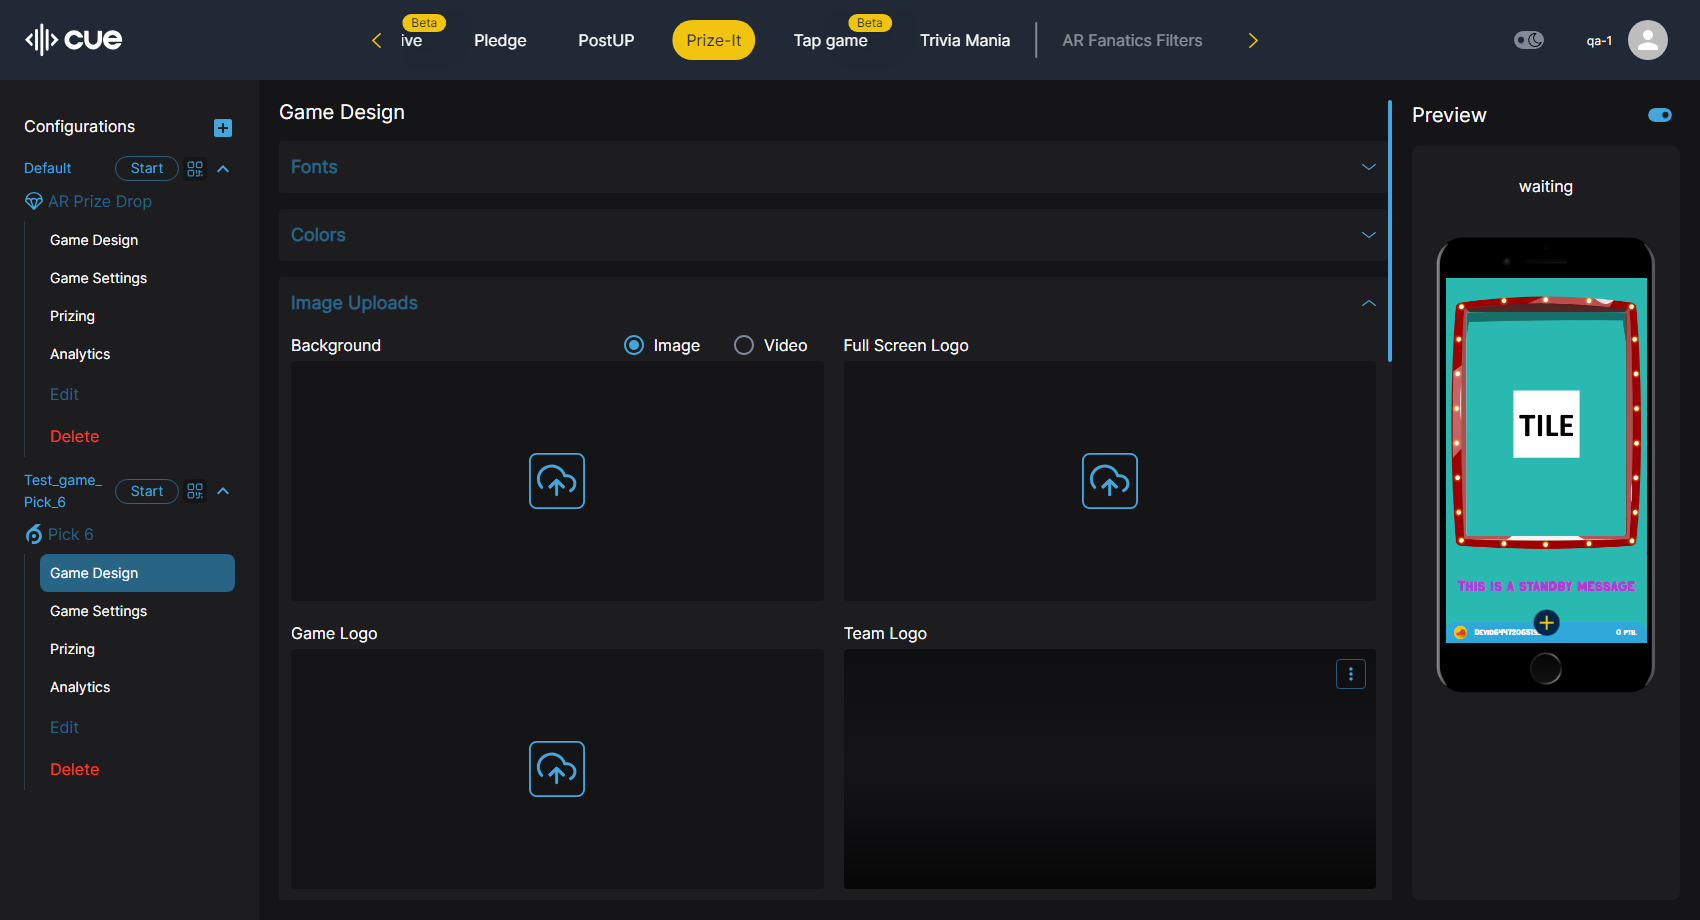 cue
Beta
ive
Pledge
PostUP
Prize-It
Beta
Tap game
Trivia Mania
AR Fanatics Filters
qa-1
Configurations
Default
Start
AR Prize Drop
Game Design
Game Settings
Prizing
Analytics
Edit
Delete
Test_game_
Pick_6
Start
Pick 6
Game Design
Game Settings
Prizing
Analytics
Edit
Delete
Game Design
Fonts
Colors
Image Uploads
Background
Image
Video
Full Screen Logo
Game Logo
Team Logo
Preview
waiting
TILE
THIS IS A STANDBY MESSAGE
0 PTS.